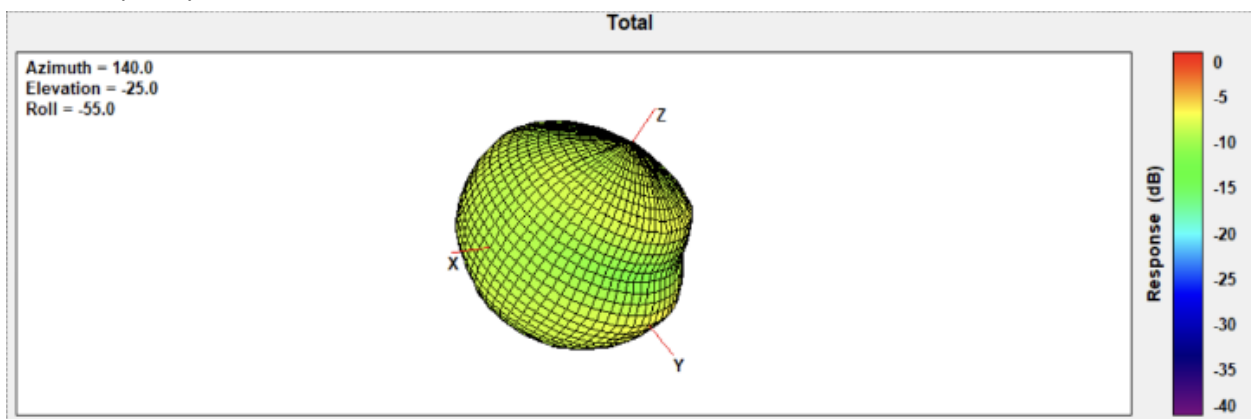 Total
Azimuth = 140.0
Elevation = -25.0
Roll = -55.0
Z
X
Y
Response (dB)
0
-5
-10
-15
-20
-25
-30
-35
-40